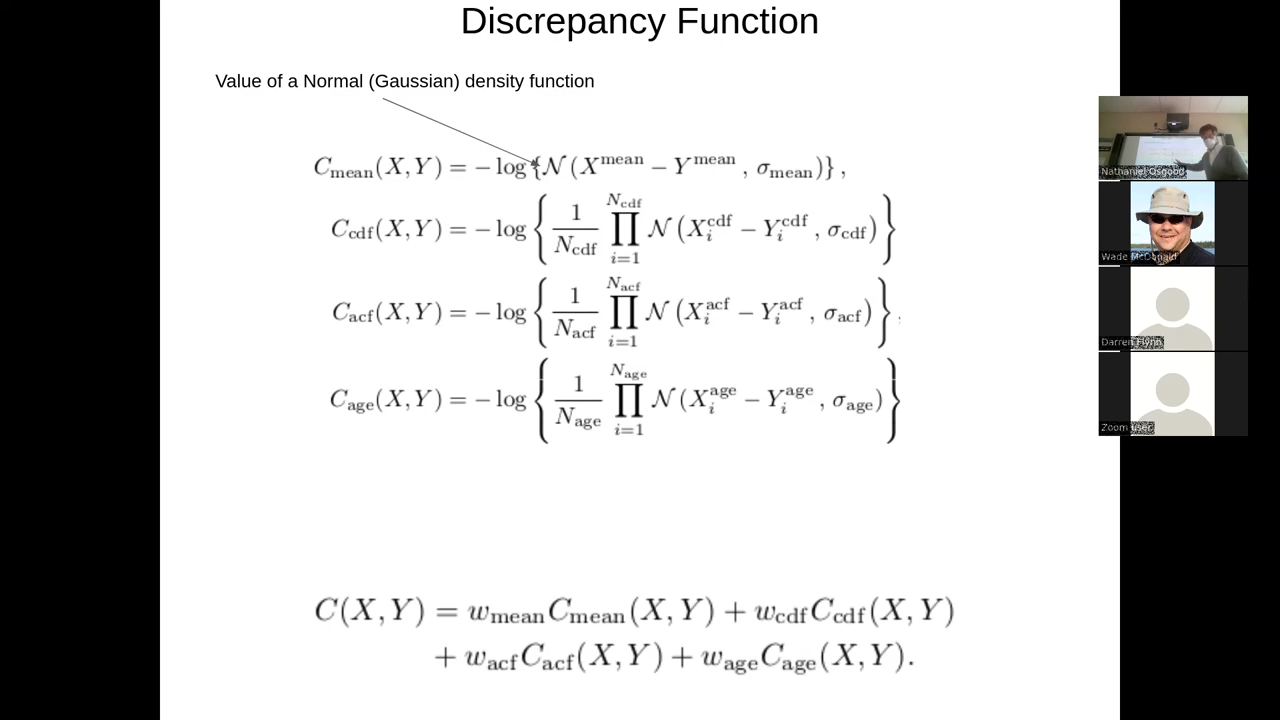 Discrepancy Function
Value of a Normal (Gaussian) density function
C_mean(X, Y) = − log {𝒩 (X^mean − Y^mean , σ_mean)} ,
C_cdf(X, Y) = − log { 1/N_cdf ∏_{i=1}^{N_cdf} 𝒩 (X_i^cdf − Y_i^cdf , σ_cdf) }
C_acf(X, Y) = − log { 1/N_acf ∏_{i=1}^{N_acf} 𝒩 (X_i^acf − Y_i^acf , σ_acf) } .
C_age(X, Y) = − log { 1/N_age ∏_{i=1}^{N_age} 𝒩 (X_i^age − Y_i^age , σ_age) }
C(X, Y) = w_mean C_mean(X, Y) + w_cdf C_cdf(X, Y)
+ w_acf C_acf(X, Y) + w_age C_age(X, Y).
Nathaniel Osgood
Wade McDonald
Darren Flynn
Zoom user